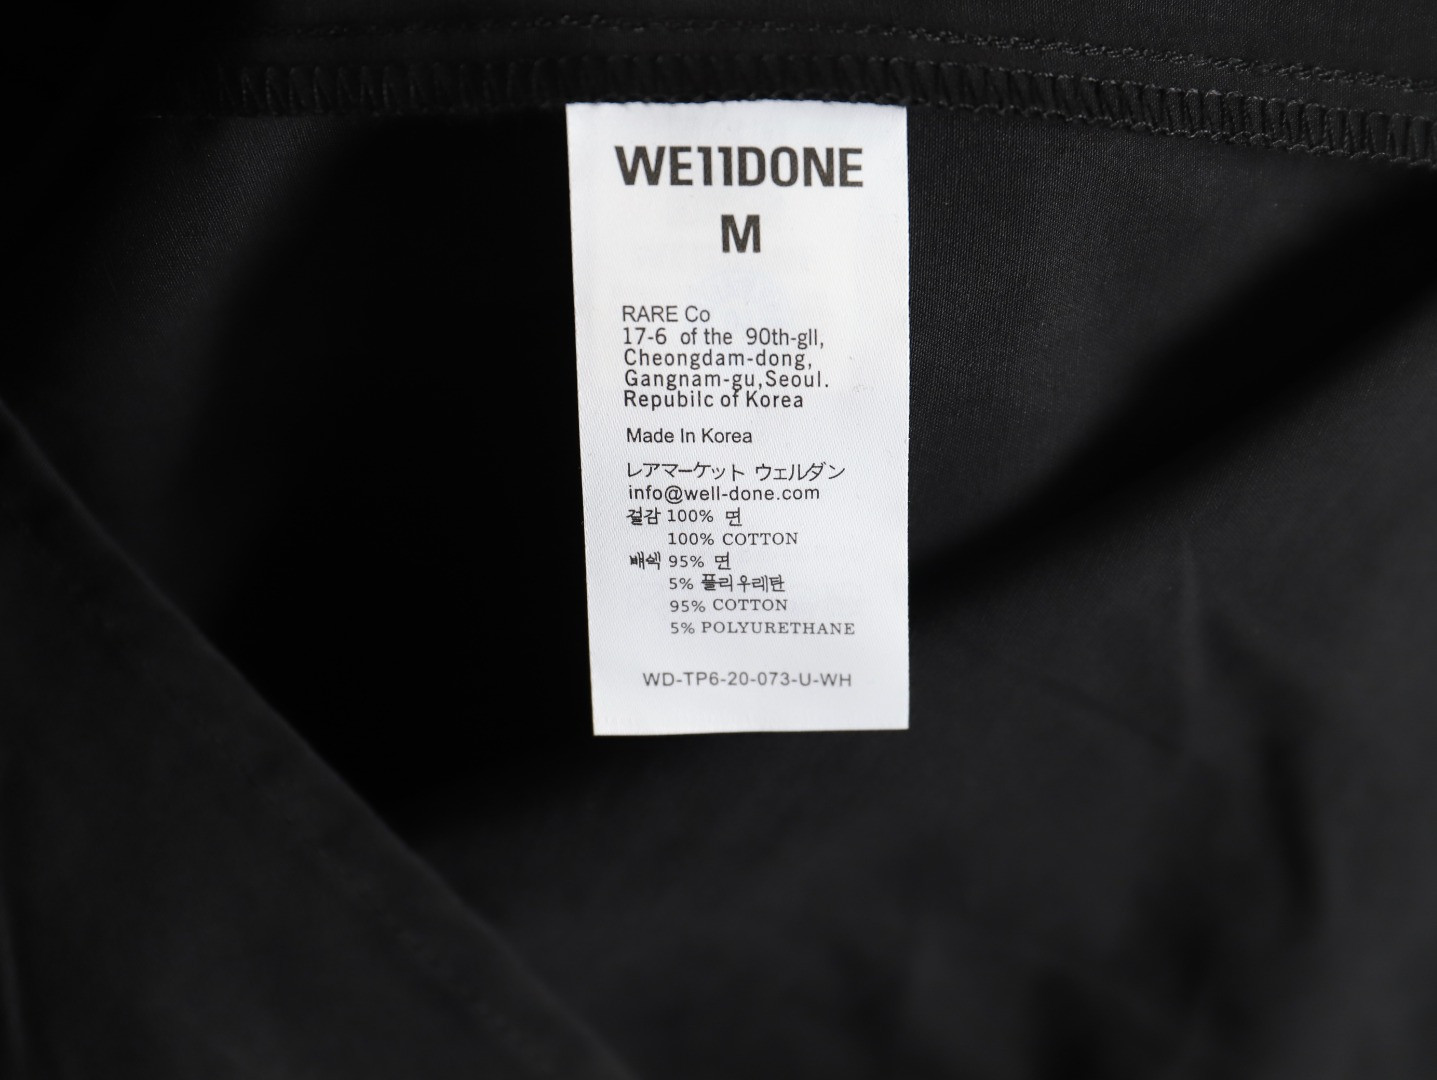 WE11DONE
M
RARE Co
17-6 of the 90th-gll,
Cheongdam-dong,
Gangnam-gu,Seoul.
Repubilc of Korea
Made In Korea
レアマーケット ウェルダン
info@well-done.com
겉감 100% 면
100% COTTON
배색 95% 면
5% 폴리우레탄
95% COTTON
5% POLYURETHANE
WD-TP6-20-073-U-WH